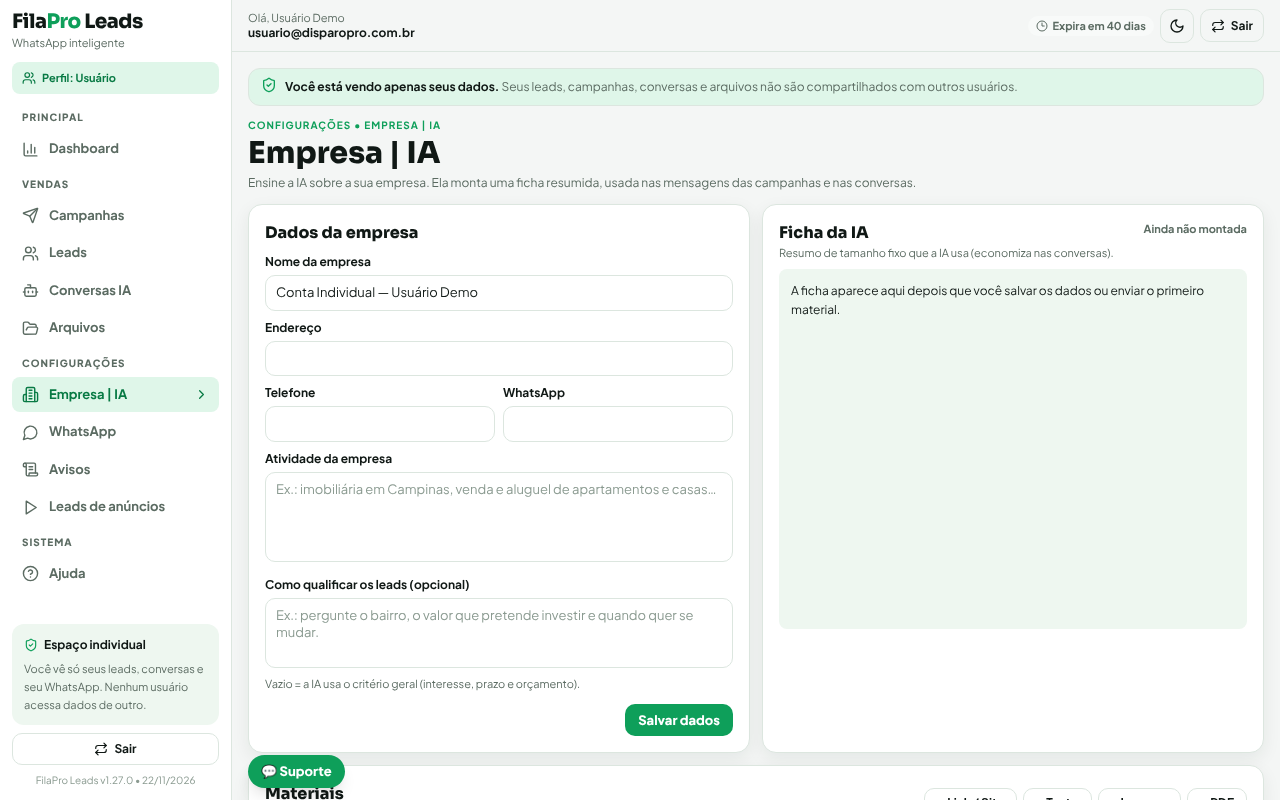 FilaPro Leads
WhatsApp inteligente
Perfil: Usuário
PRINCIPAL
Dashboard
VENDAS
Campanhas
Leads
Conversas IA
Arquivos
CONFIGURAÇÕES
Empresa | IA
WhatsApp
Avisos
Leads de anúncios
SISTEMA
Ajuda
Espaço individual
Você vê só seus leads, conversas e
seu WhatsApp. Nenhum usuário
acessa dados de outro.
Sair
FilaPro Leads v1.27.0 • 22/11/2026
Olá, Usuário Demo
usuario@disparopro.com.br
Expira em 40 dias
Sair
Você está vendo apenas seus dados. Seus leads, campanhas, conversas e arquivos não são compartilhados com outros usuários.
CONFIGURAÇÕES • EMPRESA | IA
Empresa | IA
Ensine a IA sobre a sua empresa. Ela monta uma ficha resumida, usada nas mensagens das campanhas e nas conversas.
Dados da empresa
Nome da empresa
Conta Individual — Usuário Demo
Endereço
Telefone
WhatsApp
Atividade da empresa
Ex.: imobiliária em Campinas, venda e aluguel de apartamentos e casas...
Como qualificar os leads (opcional)
Ex.: pergunte o bairro, o valor que pretende investir e quando quer se
mudar.
Vazio = a IA usa o critério geral (interesse, prazo e orçamento).
Salvar dados
Ficha da IA
Ainda não montada
Resumo de tamanho fixo que a IA usa (economiza nas conversas).
A ficha aparece aqui depois que você salvar os dados ou enviar o primeiro
material.
💬 Suporte
Materiais